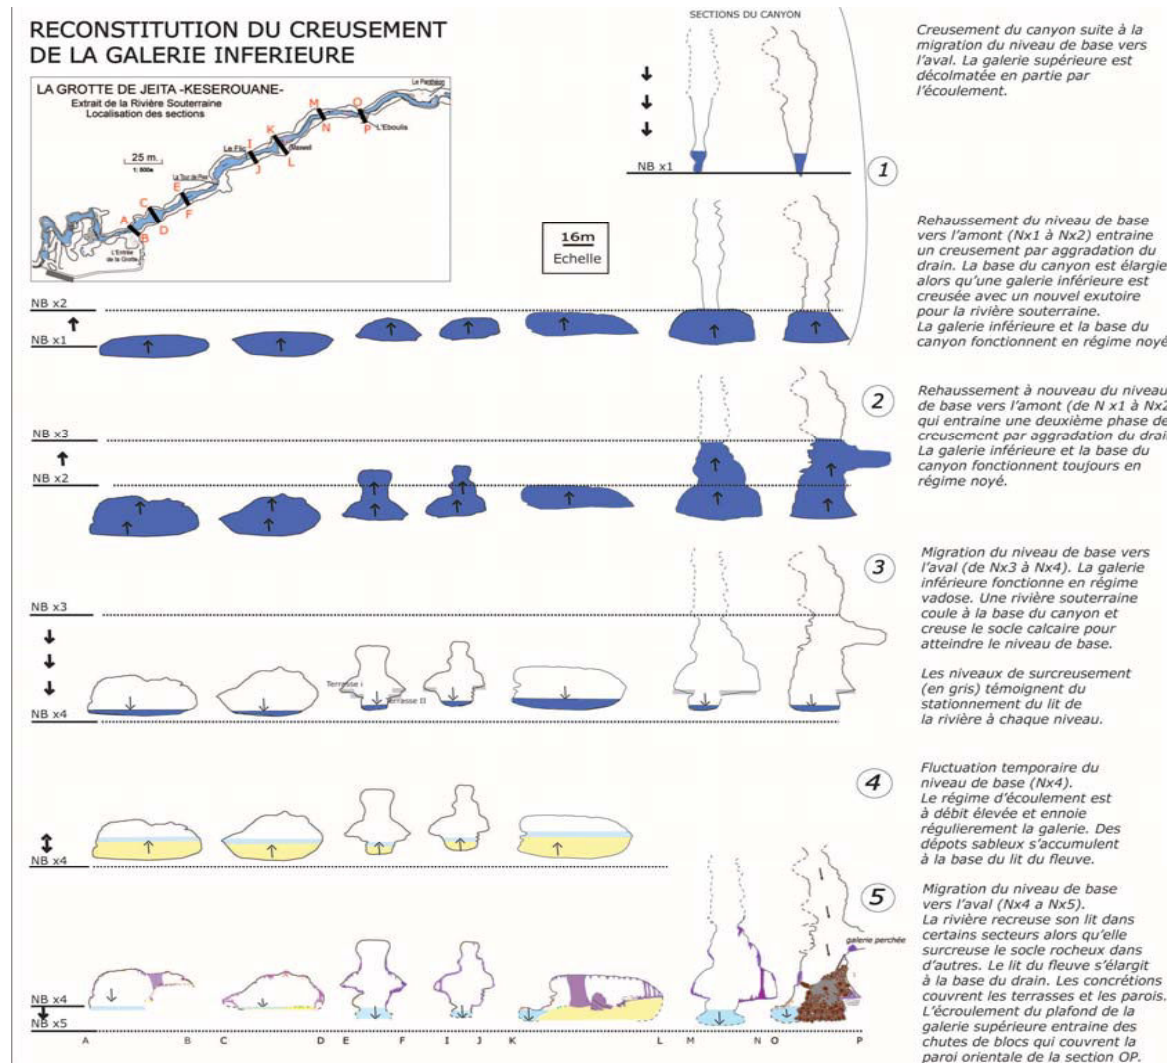 RECONSTITUTION DU CREUSEMENT
DE LA GALERIE INFERIEURE
LA GROTTE DE JEITA -KESEROUANE-
Extrait de la Rivière Souterraine
Localisation des sections
25 m.
A
B
C
D
E
F
I
J
K
L
M
N
O
P
Le Flic
Maxwell
L'Eboulis
L'Entrée
de la Grotte
SECTIONS DU CANYON
NB x1
1
Creusement du canyon suite à la
migration du niveau de base vers
l'aval. La galerie supérieure est
décolmatée en partie par
l'écoulement.
16m
Echelle
NB x2
NB x1
Rehaussement du niveau de base
vers l'amont (Nx1 à Nx2) entraine
un creusement par aggradation du
drain. La base du canyon est élargie
alors qu'une galerie inférieure est
creusée avec un nouvel exutoire
pour la rivière souterraine.
La galerie inférieure et la base du
canyon fonctionnent en régime noyé
2
NB x3
NB x2
Rehaussement à nouveau du niveau
de base vers l'amont (de N x1 à Nx2
qui entraine une deuxième phase de
creusement par aggradation du drain
La galerie inférieure et la base du
canyon fonctionnent toujours en
régime noyé.
3
NB x3
NB x4
Terrasse i
Terrasse II
Migration du niveau de base vers
l'aval (de Nx3 à Nx4). La galerie
inférieure fonctionne en régime
vadose. Une rivière souterraine
coule à la base du canyon et
creuse le socle calcaire pour
atteindre le niveau de base.
Les niveaux de surcreusement
(en gris) témoignent du
stationnement du lit de
la rivière à chaque niveau.
4
NB x4
Fluctuation temporaire du
niveau de base (Nx4).
Le régime d'écoulement est
à débit élevée et ennoie
régulierement la galerie. Des
dépots sableux s'accumulent
à la base du lit du fleuve.
5
galerie perchée
NB x4
NB x5
A B C D E F I J K L M N O P
Migration du niveau de base
vers l'aval (Nx4 a Nx5).
La rivière recreuse son lit dans
certains secteurs alors qu'elle
surcreuse le socle rocheux dans
d'autres. Le lit du fleuve s'élargit
à la base du drain. Les concrétions
couvrent les terrasses et les parois.
L'écroulement du plafond de la
galerie supérieure entraine des
chutes de blocs qui couvrent la
paroi orientale de la section OP.